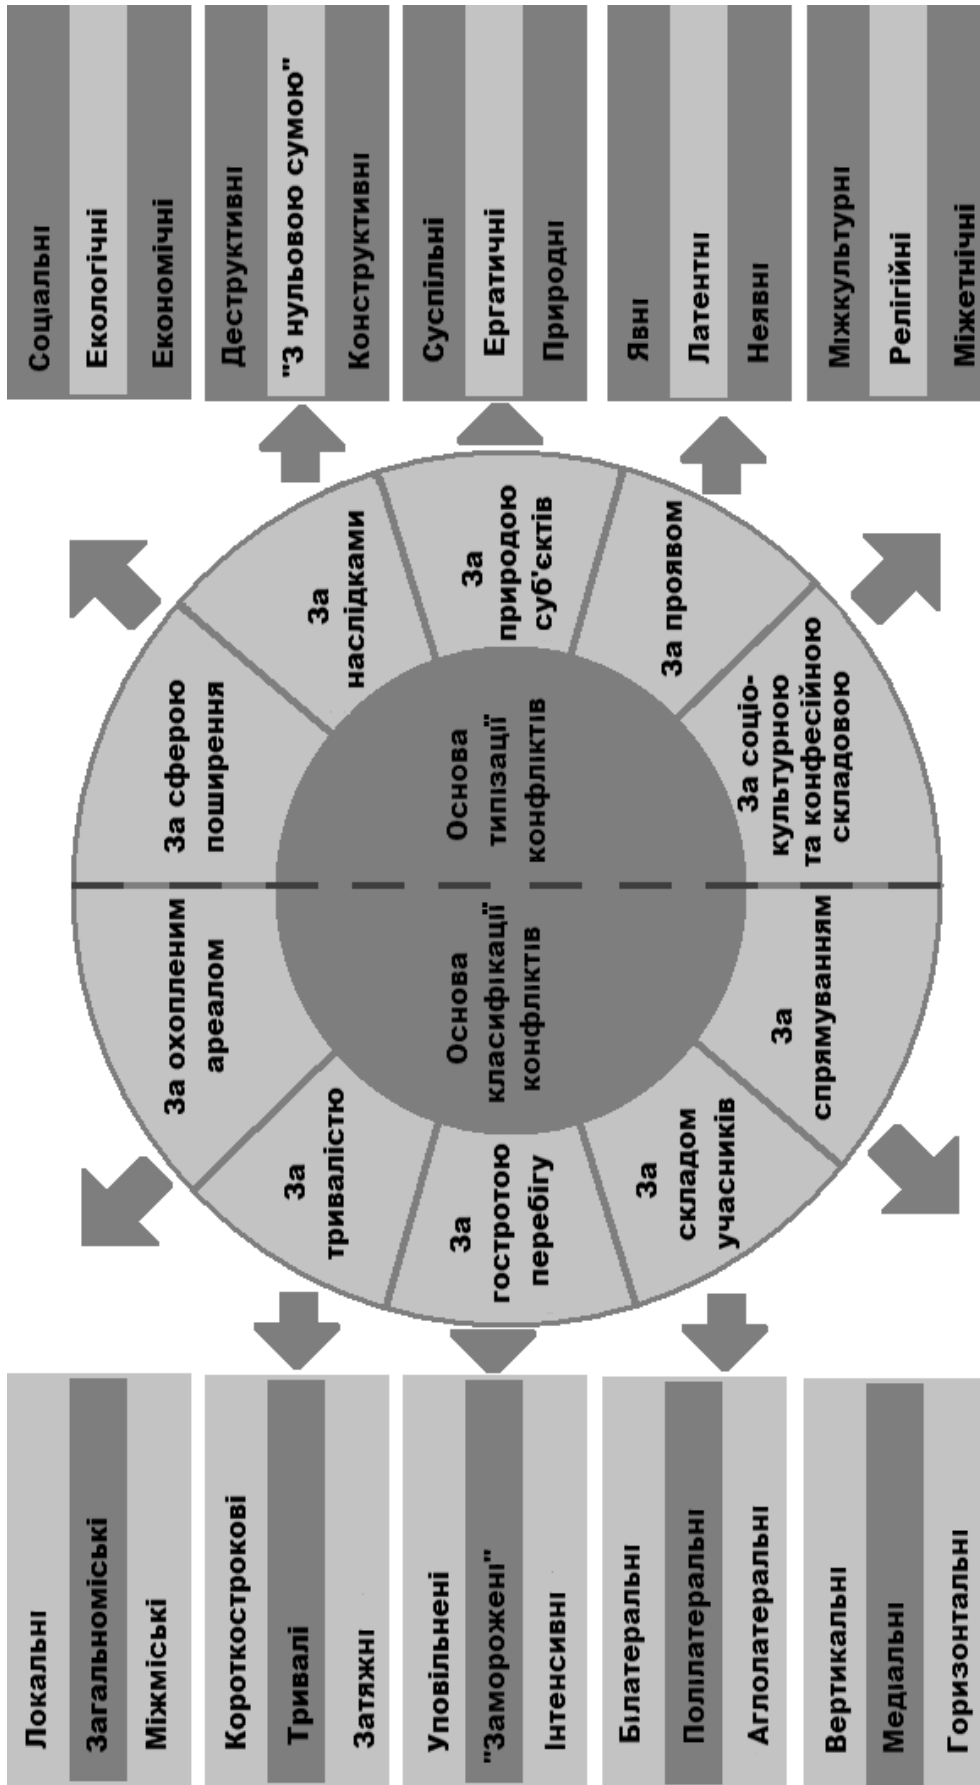 Локальні
Загальноміські
Міжміські
Короткострокові
Тривалі
Затяжні
Уповільнені
"Заморожені"
Інтенсивні
Білатеральні
Полілатеральні
Аглолатеральні
Вертикальні
Медіальні
Горизонтальні
За охопленим
ареалом
За
тривалістю
За
гостротою
перебігу
За
складом
учасників
За
спрямуванням
Основа
класифікації
конфліктів
Основа
типізації
конфліктів
За сферою
поширення
За
наслідками
За
природою
суб'єктів
За проявом
За соціо-
культурною
та конфесійною
складовою
Соціальні
Екологічні
Економічні
Деструктивні
"З нульовою сумою"
Конструктивні
Суспільні
Ергатичні
Природні
Явні
Латентні
Неявні
Міжкультурні
Релігійні
Міжетнічні